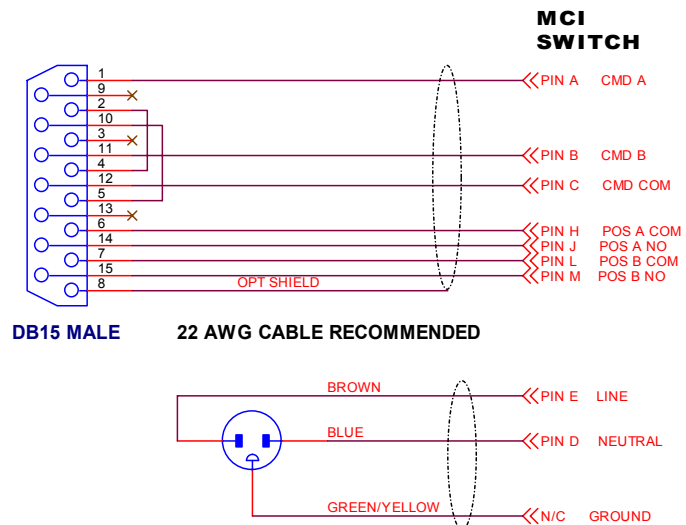 MCI
SWITCH
1
PIN A CMD A
9
2
10
3
11
PIN B CMD B
4
12
PIN C CMD COM
5
13
6
PIN H POS A COM
14
PIN J POS A NO
7
PIN L POS B COM
15
PIN M POS B NO
8
OPT SHIELD
DB15 MALE 22 AWG CABLE RECOMMENDED
BROWN
PIN E LINE
BLUE
PIN D NEUTRAL
GREEN/YELLOW
N/C GROUND